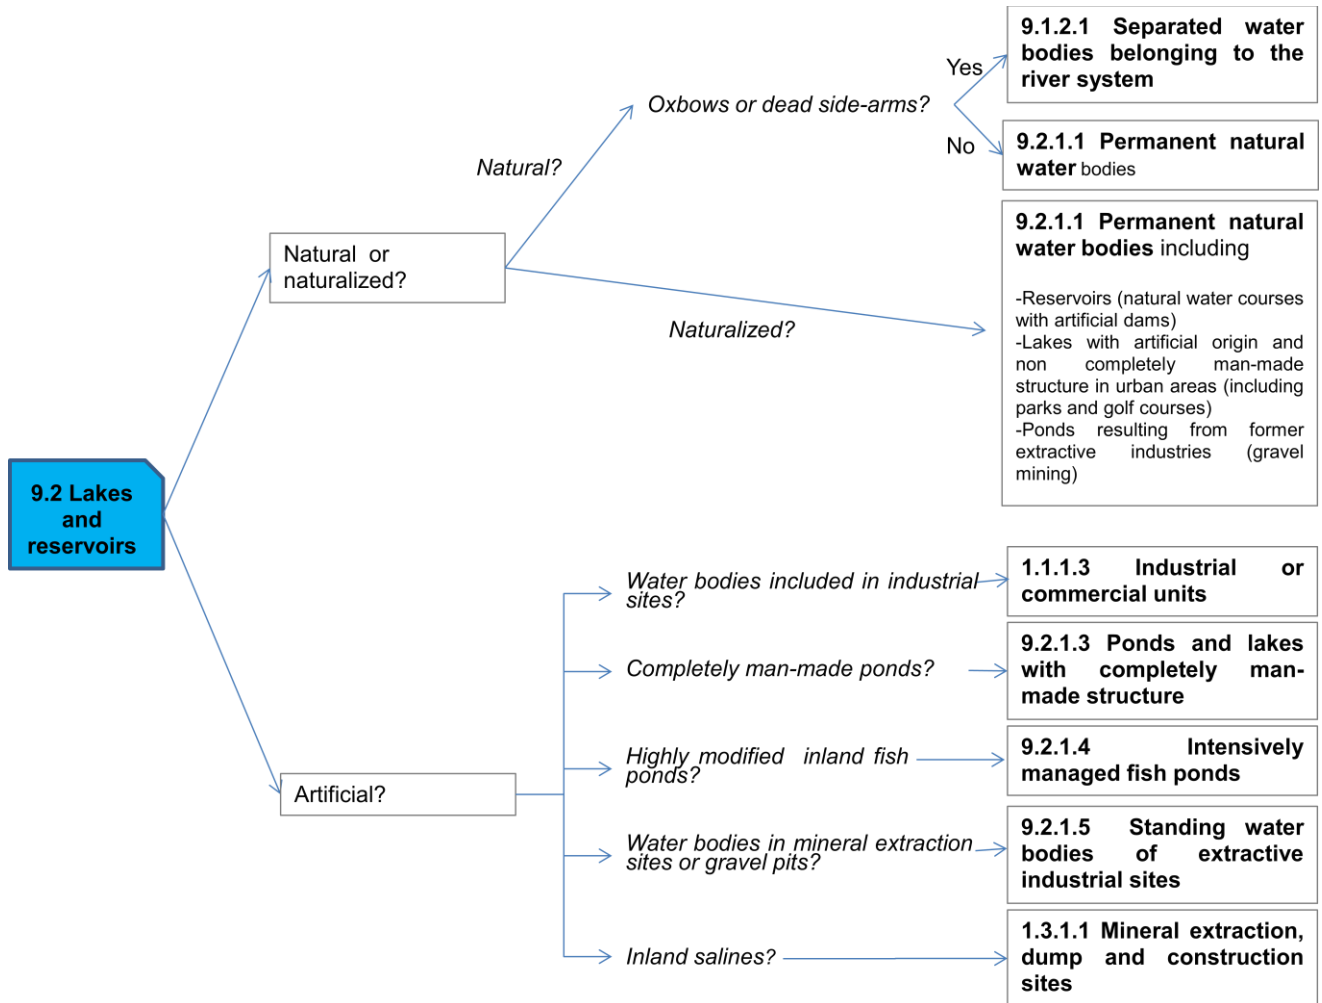 9.1.2.1 Separated water
bodies belonging to the
river system
Yes
Oxbows or dead side-arms?
No
9.2.1.1 Permanent natural
water bodies
Natural?
9.2.1.1 Permanent natural
water bodies including
-Reservoirs (natural water courses
with artificial dams)
-Lakes with artificial origin and
non completely man-made
structure in urban areas (including
parks and golf courses)
-Ponds resulting from former
extractive industries (gravel
mining)
Natural or
naturalized?
Naturalized?
9.2 Lakes
and
reservoirs
Water bodies included in industrial
sites?
1.1.1.3 Industrial or
commercial units
Completely man-made ponds?
9.2.1.3 Ponds and lakes
with completely man-
made structure
Highly modified inland fish
ponds?
9.2.1.4 Intensively
managed fish ponds
Artificial?
Water bodies in mineral extraction
sites or gravel pits?
9.2.1.5 Standing water
bodies of extractive
industrial sites
Inland salines?
1.3.1.1 Mineral extraction,
dump and construction
sites